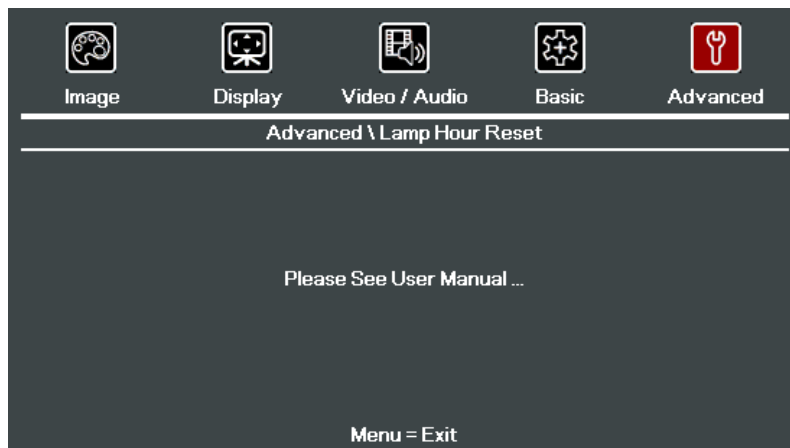 Image Display Video / Audio Basic Advanced
Advanced \ Lamp Hour Reset
Please See User Manual ...
Menu = Exit